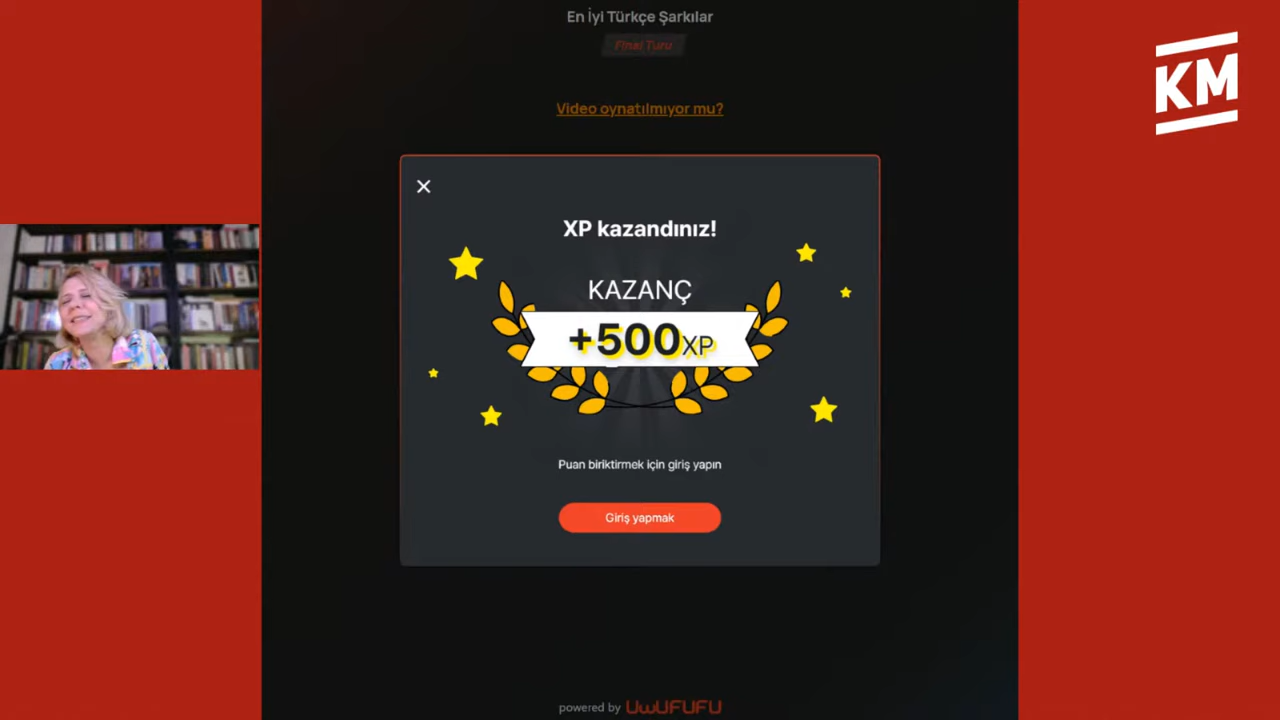 En İyi Türkçe Şarkılar
Final Turu
Video oynatılmıyor mu?
KM
XP kazandınız!
KAZANÇ
+500XP
Puan biriktirmek için giriş yapın
Giriş yapmak
powered by UwUFUFU